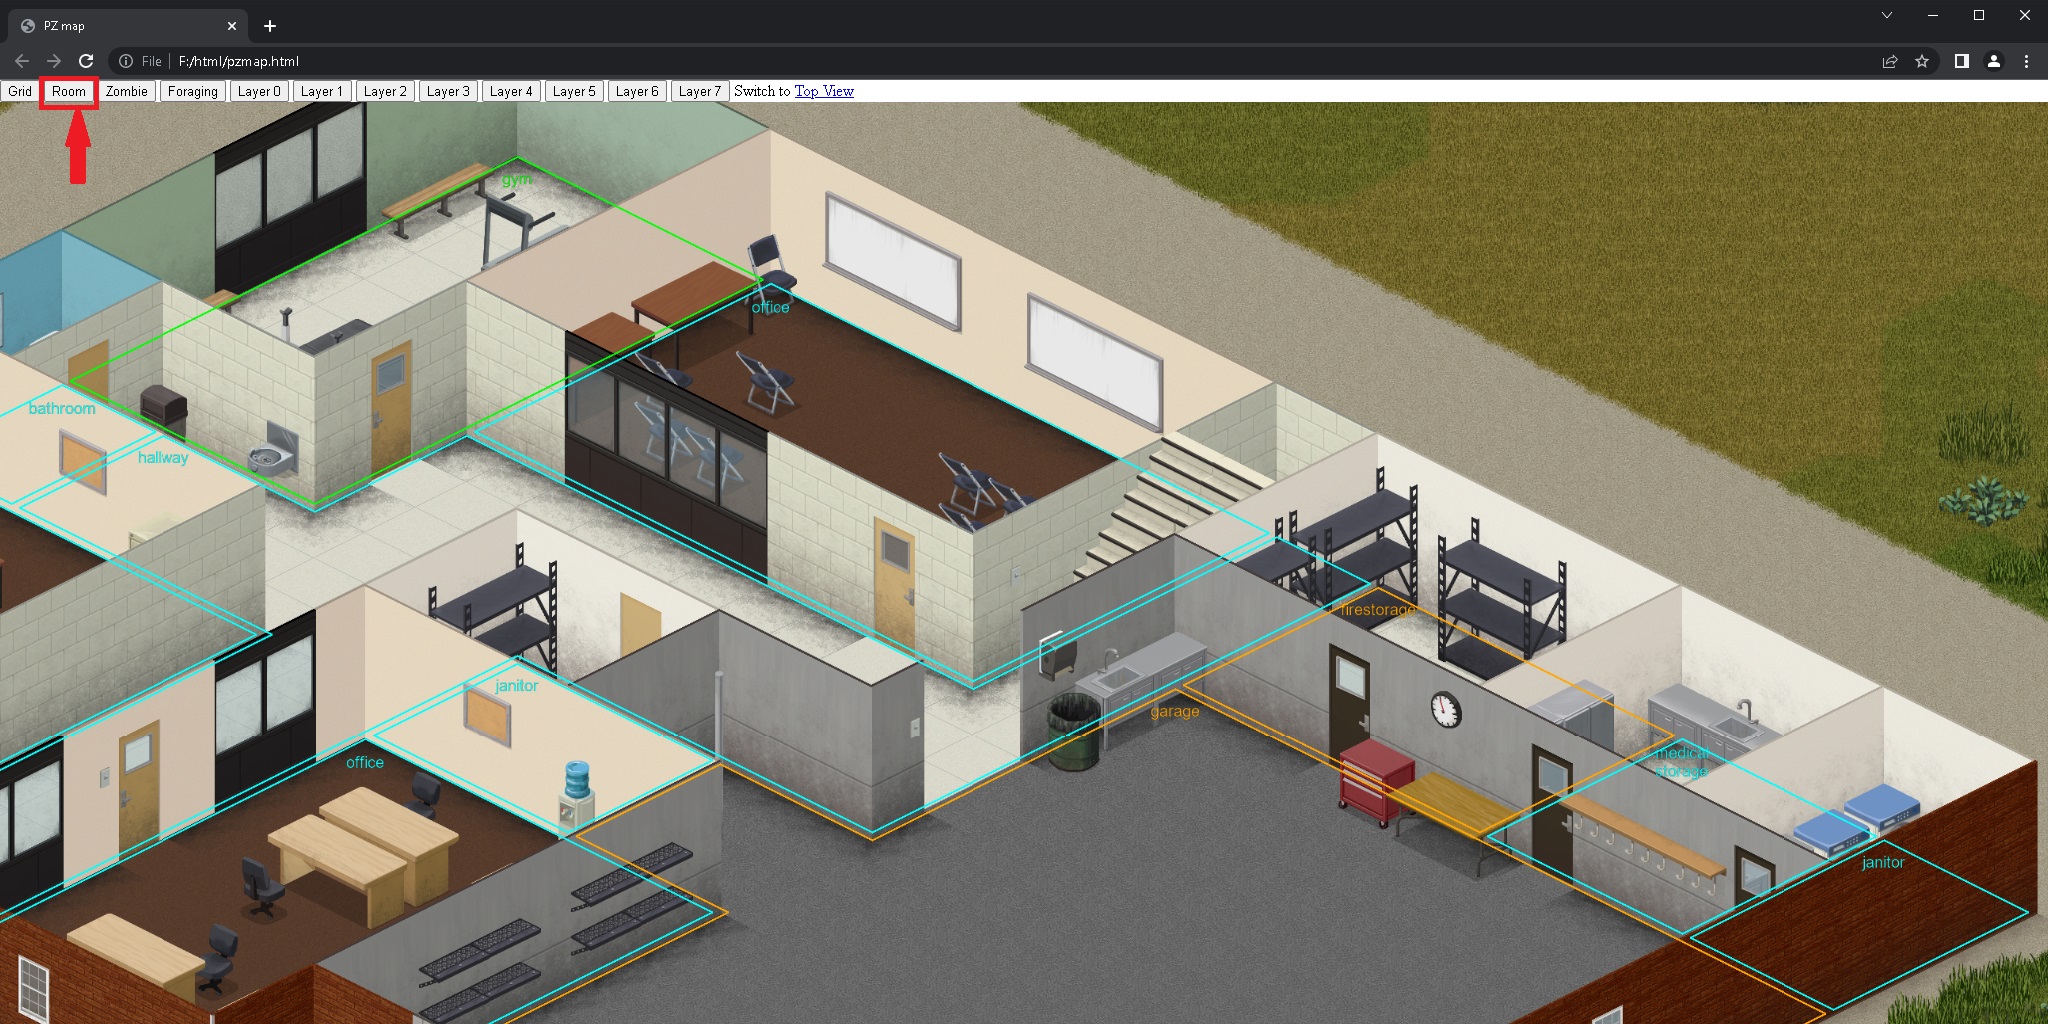 PZ map
File
F:/html/pzmap.html
Grid
Room
Zombie
Foraging
Layer 0
Layer 1
Layer 2
Layer 3
Layer 4
Layer 5
Layer 6
Layer 7
Switch to Top View
gym
office
bathroom
hallway
firestorage
janitor
garage
office
medical
storage
janitor